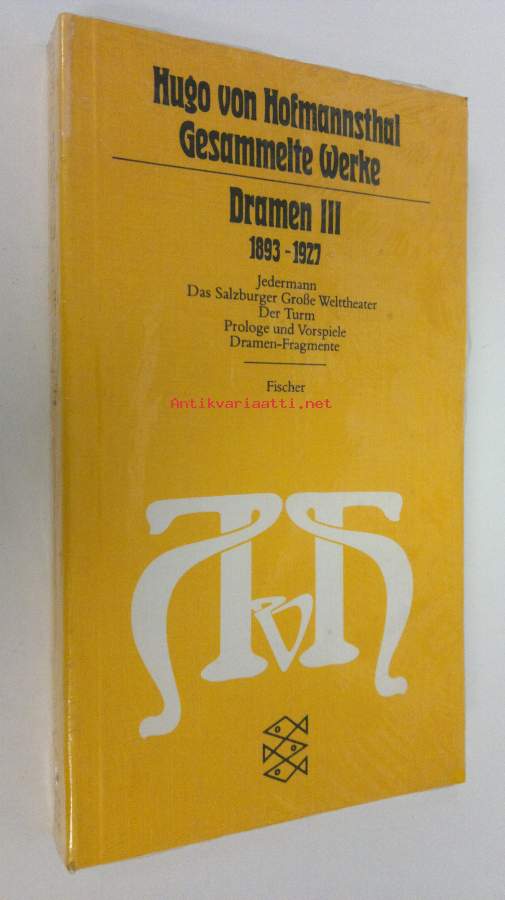 Hugo von Hofmannsthal
Gesammelte Werke
Dramen III
1893-1927
Jedermann
Das Salzburger Große Welttheater
Der Turm
Prologe und Vorspiele
Dramen-Fragmente
Fischer
Antikvariaatti.net
HvH